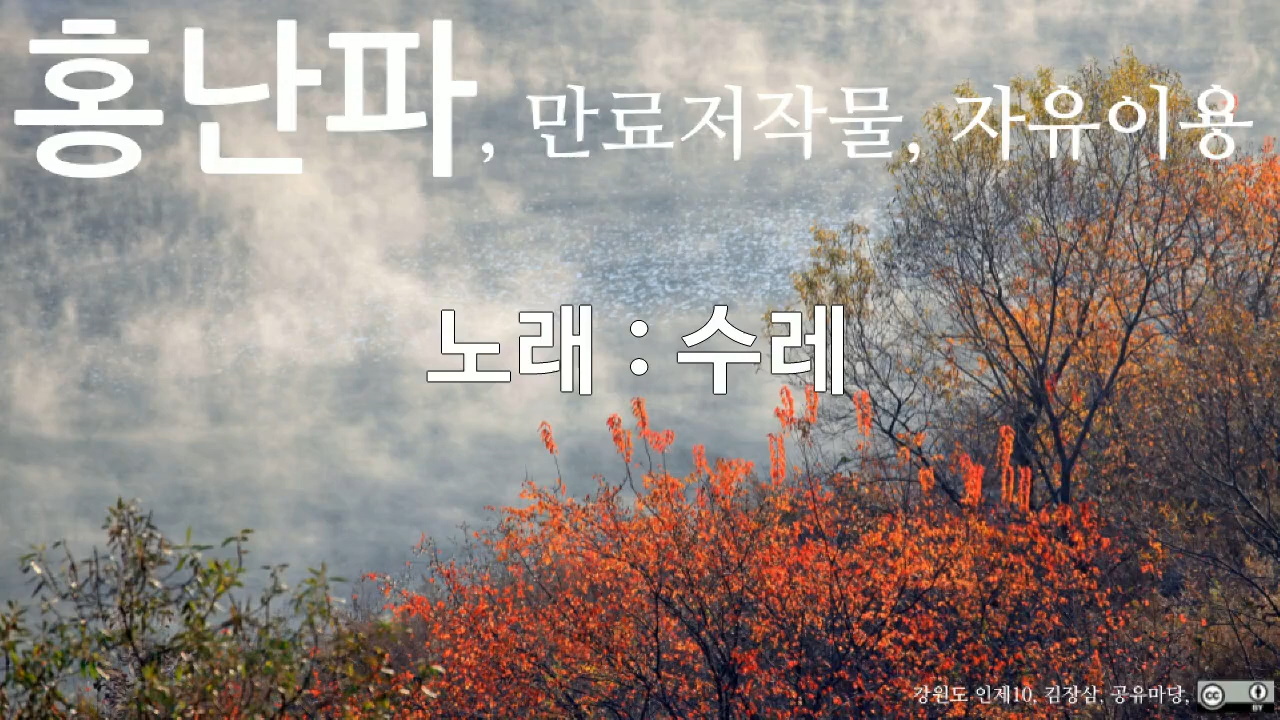 홍난파, 만료저작물, 자유이용
노래 : 수레
강원도 인제10, 김장삼, 공유마당,
cc BY